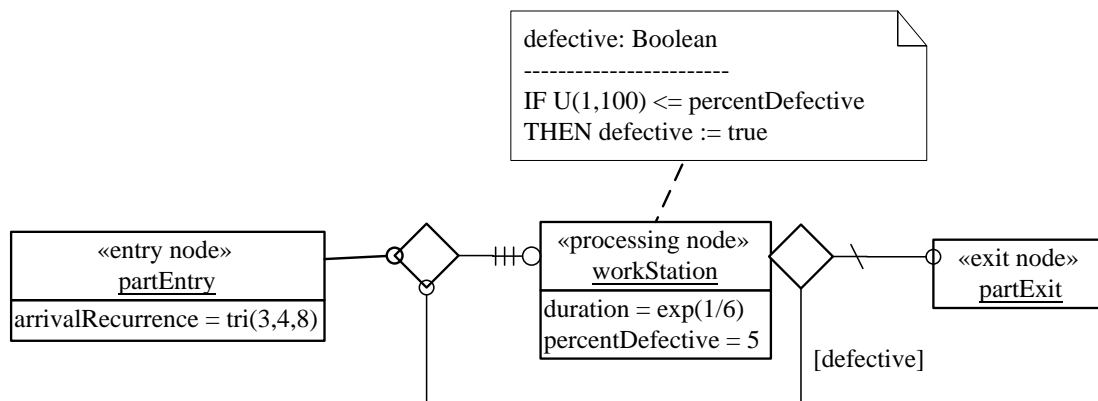 defective: Boolean
------------------------
IF U(1,100) <= percentDefective
THEN defective := true
«entry node»
partEntry
arrivalRecurrence = tri(3,4,8)
«processing node»
workStation
duration = exp(1/6)
percentDefective = 5
«exit node»
partExit
[defective]